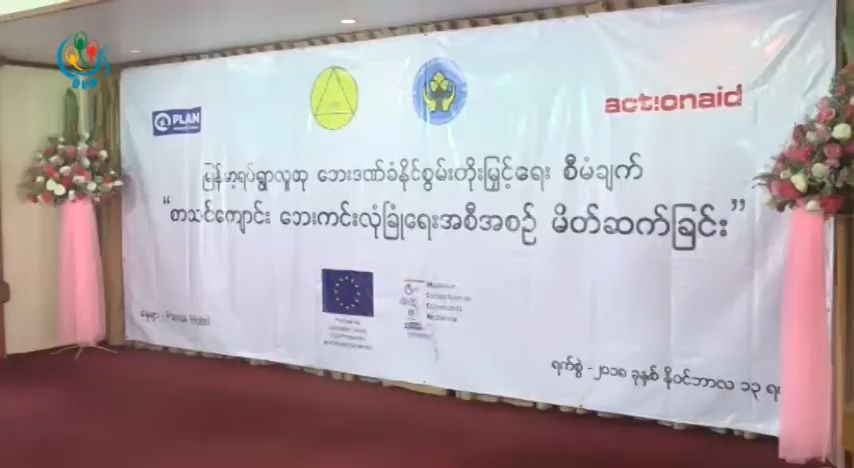 DVB
PLAN
actionaid
မြန်မာ့ရပ်ရွာလူထု ဘေးဒဏ်ခံနိုင်စွမ်းတိုးမြှင့်ရေး စီမံချက်
“စာသင်ကျောင်း ဘေးကင်းလုံခြုံရေးအစီအစဉ် မိတ်ဆက်ခြင်း”
နေရာ - Parkside Hotel
ရက်စွဲ - ၂၀၁၈ ခုနှစ် နိုဝင်ဘာလ ၁၃